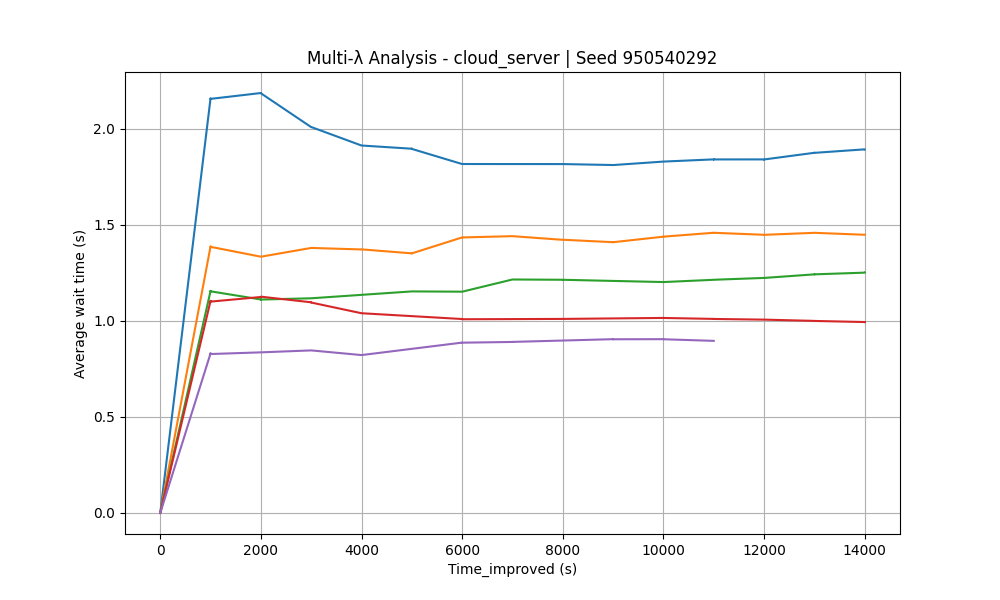 Multi-λ Analysis - cloud_server | Seed 950540292
Average wait time (s)
2.0
1.5
1.0
0.5
0.0
0 2000 4000 6000 8000 10000 12000 14000
Time_improved (s)